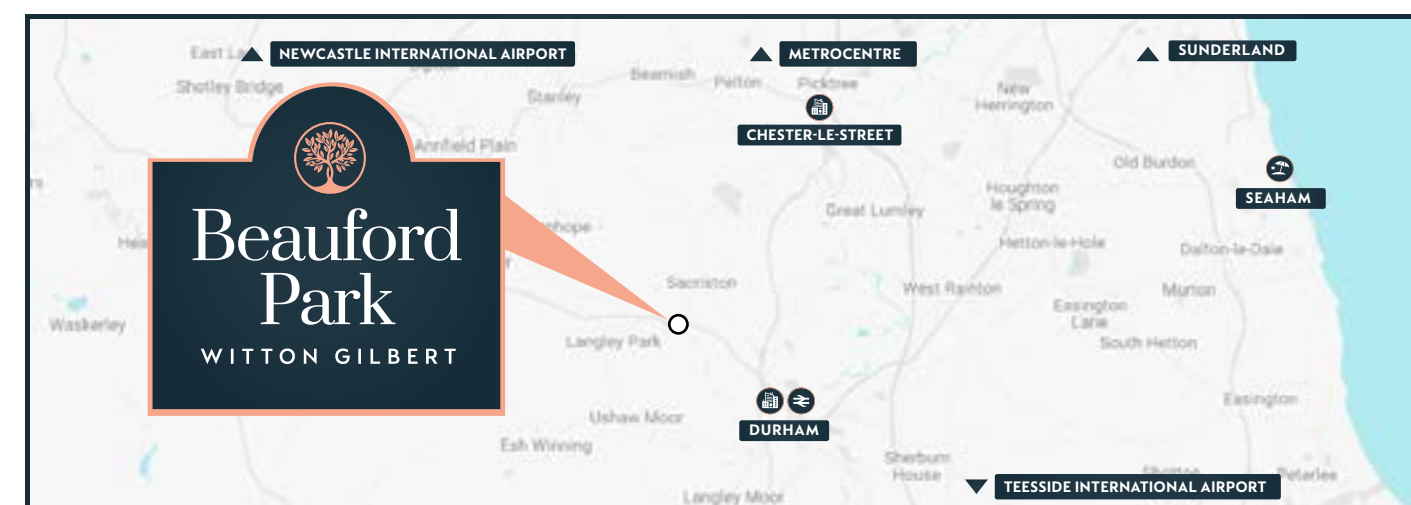 East La
NEWCASTLE INTERNATIONAL AIRPORT
METROCENTRE
SUNDERLAND
Shotley Bridge
Stanley
Beamish
Pelton
Picktree
New
Herrington
CHESTER-LE-STREET
Annfield Plain
Old Burdon
SEAHAM
Houghton
le Spring
Great Lumley
Hetton-le-Hole
Dalton-le-Dale
Beauford
Park
WITTON GILBERT
Sacriston
West Rainton
Murton
Easington
Lane
South Hetton
Waskerley
Langley Park
Easington
Ushaw Moor
DURHAM
Esh Winning
Sherburn
House
Peterlee
TEESSIDE INTERNATIONAL AIRPORT
Langley Moor